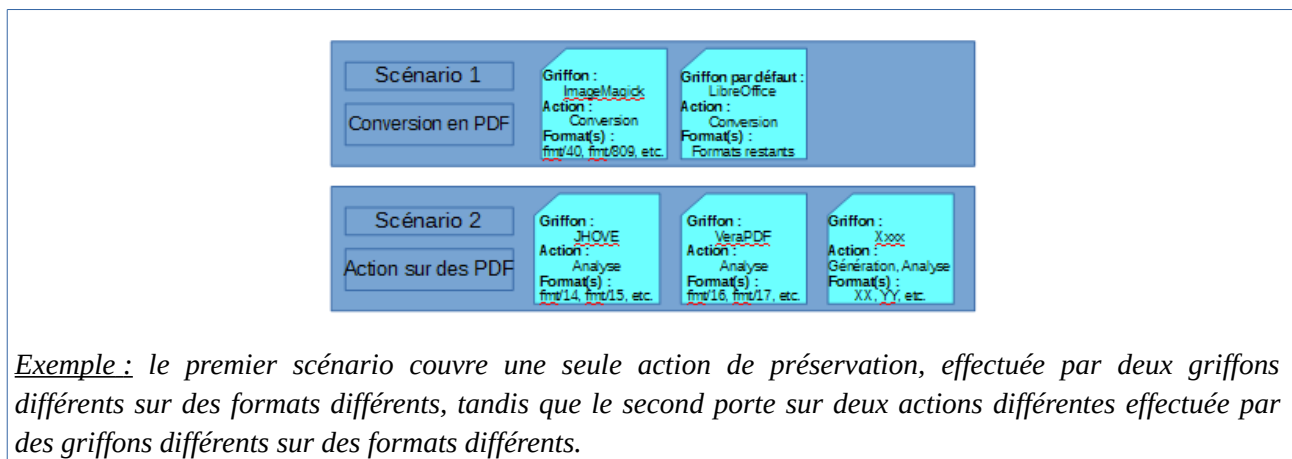 Scénario 1
Conversion en PDF
Griffon :
ImageMagick
Action :
Conversion
Format(s) :
fmt/40, fmt/809, etc.
Griffon par défaut :
LibreOffice
Action :
Conversion
Format(s) :
Formats restants
Scénario 2
Action sur des PDF
Griffon :
JHOVE
Action :
Analyse
Format(s) :
fmt/14, fmt/15, etc.
Griffon :
VeraPDF
Action :
Analyse
Format(s) :
fmt/16, fmt/17, etc.
Griffon :
Xxxx
Action :
Génération, Analyse
Format(s) :
XX, YY, etc.
Exemple : le premier scénario couvre une seule action de préservation, effectuée par deux griffons
différents sur des formats différents, tandis que le second porte sur deux actions différentes effectuée par
des griffons différents sur des formats différents.